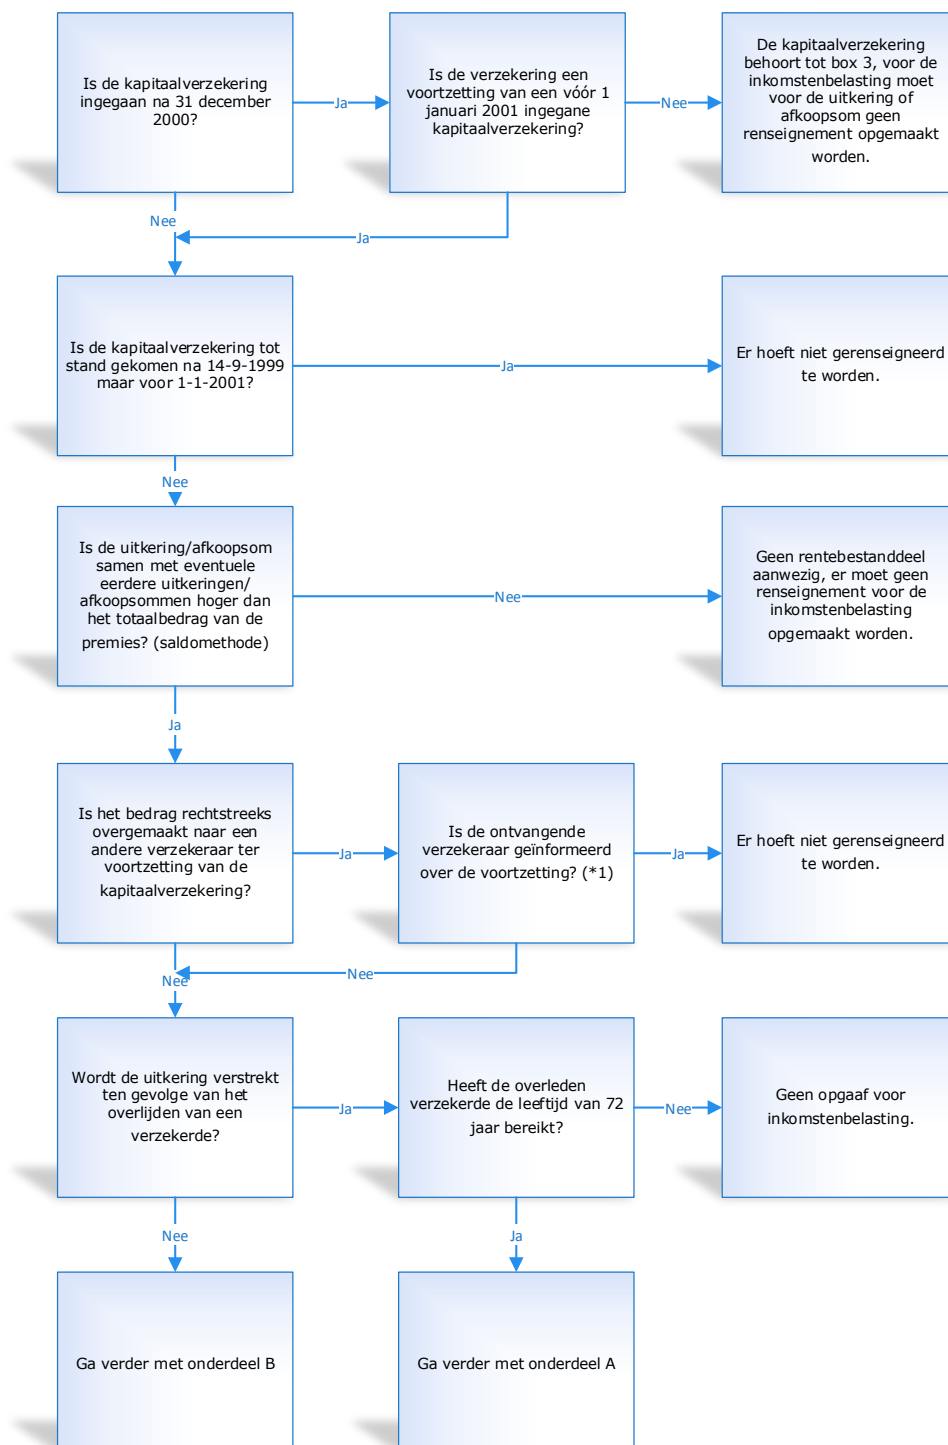 Is de kapitaalverzekering
ingegaan na 31 december
2000?
Ja
Is de verzekering een
voortzetting van een vóór 1
januari 2001 ingegane
kapitaalverzekering?
Nee
De kapitaalverzekering
behoort tot box 3, voor de
inkomstenbelasting moet
voor de uitkering of
afkoopsom geen
renseignement opgemaakt
worden.
Nee
Ja
Is de kapitaalverzekering tot
stand gekomen na 14-9-1999
maar voor 1-1-2001?
Ja
Er hoeft niet gerenseigneerd
te worden.
Nee
Is de uitkering/afkoopsom
samen met eventuele
eerdere uitkeringen/
afkoopsommen hoger dan
het totaalbedrag van de
premies? (saldomethode)
Nee
Geen rentebestanddeel
aanwezig, er moet geen
renseignement voor de
inkomstenbelasting
opgemaakt worden.
Ja
Is het bedrag rechtstreeks
overgemaakt naar een
andere verzekeraar ter
voortzetting van de
kapitaalverzekering?
Ja
Is de ontvangende
verzekeraar geïnformeerd
over de voortzetting? (*1)
Ja
Er hoeft niet gerenseigneerd
te worden.
Nee
Nee
Wordt de uitkering verstrekt
ten gevolge van het
overlijden van een
verzekerde?
Ja
Heeft de overleden
verzekerde de leeftijd van 72
jaar bereikt?
Nee
Geen opgaaf voor
inkomstenbelasting.
Nee
Ja
Ga verder met onderdeel B
Ga verder met onderdeel A